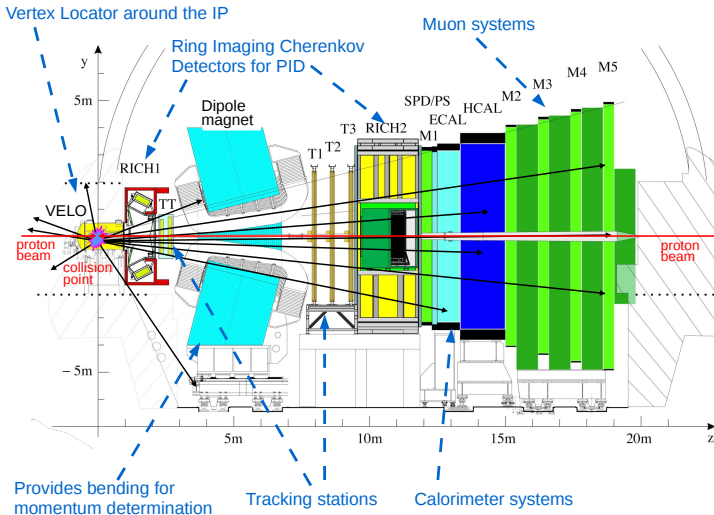 Vertex Locator around the IP
Ring Imaging Cherenkov
Detectors for PID
Muon systems
y
5m
Dipole
magnet
SPD/PS
ECAL
HCAL
M1
M2
M3
M4
M5
T1
T2
T3
RICH2
RICH1
TT
VELO
proton
beam
collision
point
proton
beam
− 5m
5m
10m
15m
20m
z
Provides bending for
momentum determination
Tracking stations
Calorimeter systems